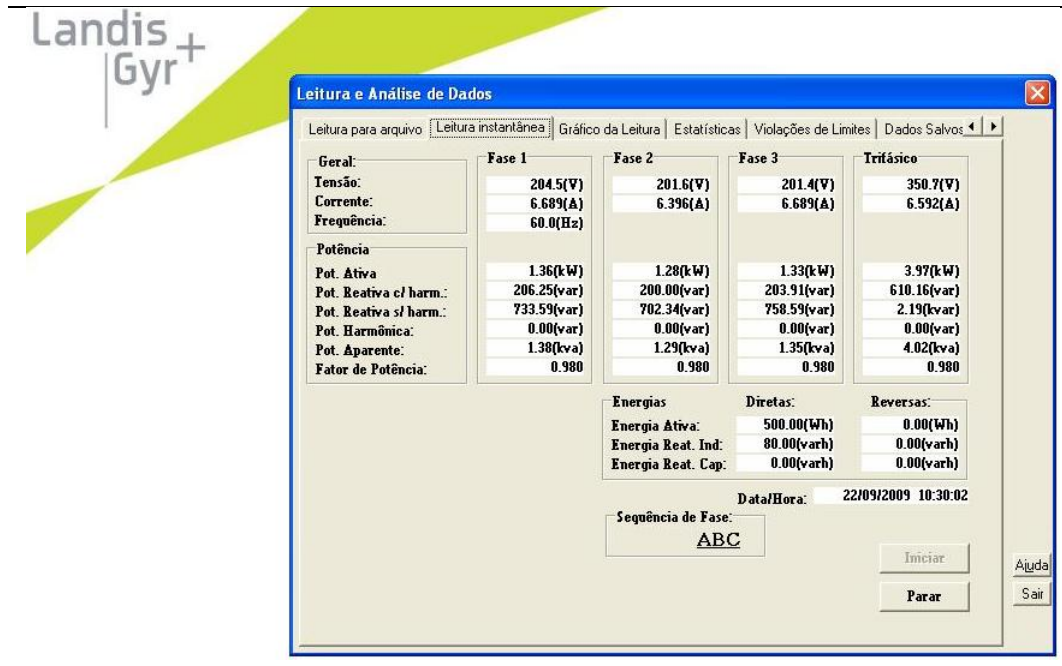 Landis
Gyr
Leitura e Análise de Dados
Leitura para arquivo Leitura instantânea Gráfico da Leitura Estatísticas Violações de Limites Dados Salvos
Geral: Fase 1 Fase 2 Fase 3 Trifásico
Tensão: 204.5(V) 201.6(V) 201.4(V) 350.7(V)
Corrente: 6.689(A) 6.396(A) 6.689(A) 6.592(A)
Frequência: 60.0(Hz)
Potência
Pot. Ativa 1.36(kW) 1.28(kW) 1.33(kW) 3.97(kW)
Pot. Reativa c/ harm.: 206.25(var) 200.00(var) 203.91(var) 610.16(var)
Pot. Reativa s/ harm.: 733.59(var) 702.34(var) 758.59(var) 2.19(kvar)
Pot. Harmônica: 0.00(var) 0.00(var) 0.00(var) 0.00(var)
Pot. Aparente: 1.38(kva) 1.29(kva) 1.35(kva) 4.02(kva)
Fator de Potência: 0.980 0.980 0.980 0.980
Energias Diretas: Reversas:
Energia Ativa: 500.00(Wh) 0.00(Wh)
Energia Reat. Ind: 80.00(varh) 0.00(varh)
Energia Reat. Cap: 0.00(varh) 0.00(varh)
Data/Hora: 22/09/2009 10:30:02
Sequência de Fase:
ABC
Iniciar
Ajuda
Parar
Sair